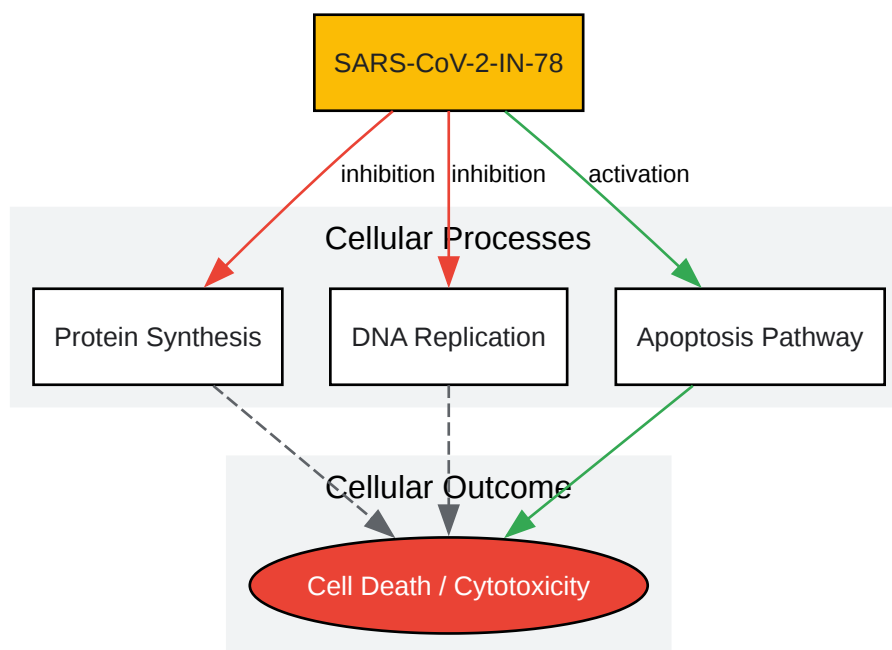 SARS-CoV-2-IN-78
inhibition
inhibition
activation
Cellular Processes
Protein Synthesis
DNA Replication
Apoptosis Pathway
Cellular Outcome
Cell Death / Cytotoxicity